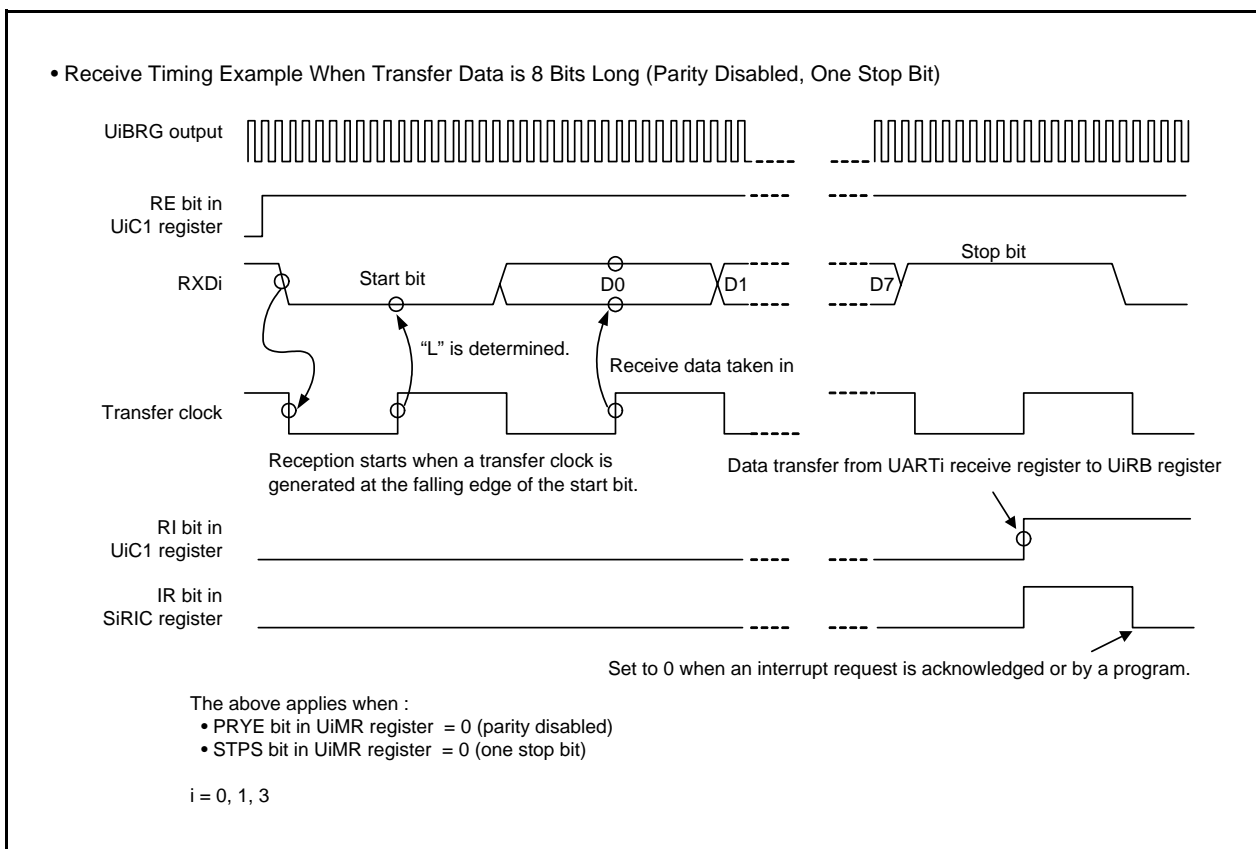 • Receive Timing Example When Transfer Data is 8 Bits Long (Parity Disabled, One Stop Bit)
UiBRG output
RE bit in
UiC1 register
RXDi
Start bit
D0
D1
D7
Stop bit
“L” is determined.
Receive data taken in
Transfer clock
Reception starts when a transfer clock is
generated at the falling edge of the start bit.
Data transfer from UARTi receive register to UiRB register
RI bit in
UiC1 register
IR bit in
SiRIC register
Set to 0 when an interrupt request is acknowledged or by a program.
The above applies when :
• PRYE bit in UiMR register = 0 (parity disabled)
• STPS bit in UiMR register = 0 (one stop bit)
i = 0, 1, 3